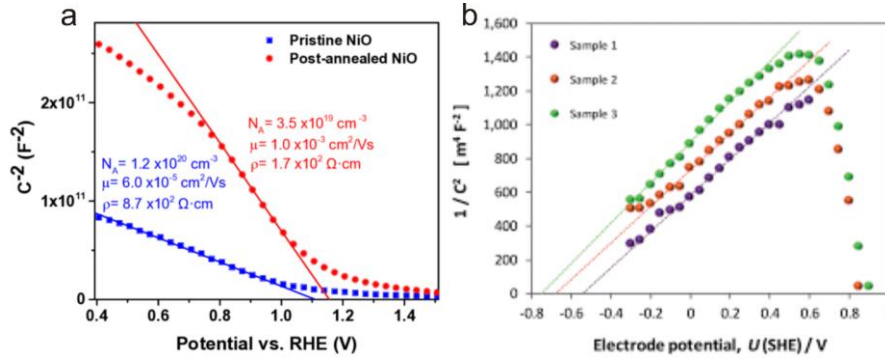 a
Pristine NiO
Post-annealed NiO
C⁻² (F⁻²)
2x10¹¹
1x10¹¹
0
N_A= 3.5 x10¹⁹ cm⁻³
μ= 1.0 x10⁻³ cm²/Vs
ρ= 1.7 x10² Ω·cm
N_A= 1.2 x10²⁰ cm⁻³
μ= 6.0 x10⁻⁵ cm²/Vs
ρ= 8.7 x10² Ω·cm
0.4 0.6 0.8 1.0 1.2 1.4
Potential vs. RHE (V)
b
Sample 1
Sample 2
Sample 3
1 / C² [ m⁴ F⁻²]
1,600
1,400
1,200
1,000
800
600
400
200
0
-0.8 -0.6 -0.4 -0.2 0 0.2 0.4 0.6 0.8 1
Electrode potential, U (SHE) / V